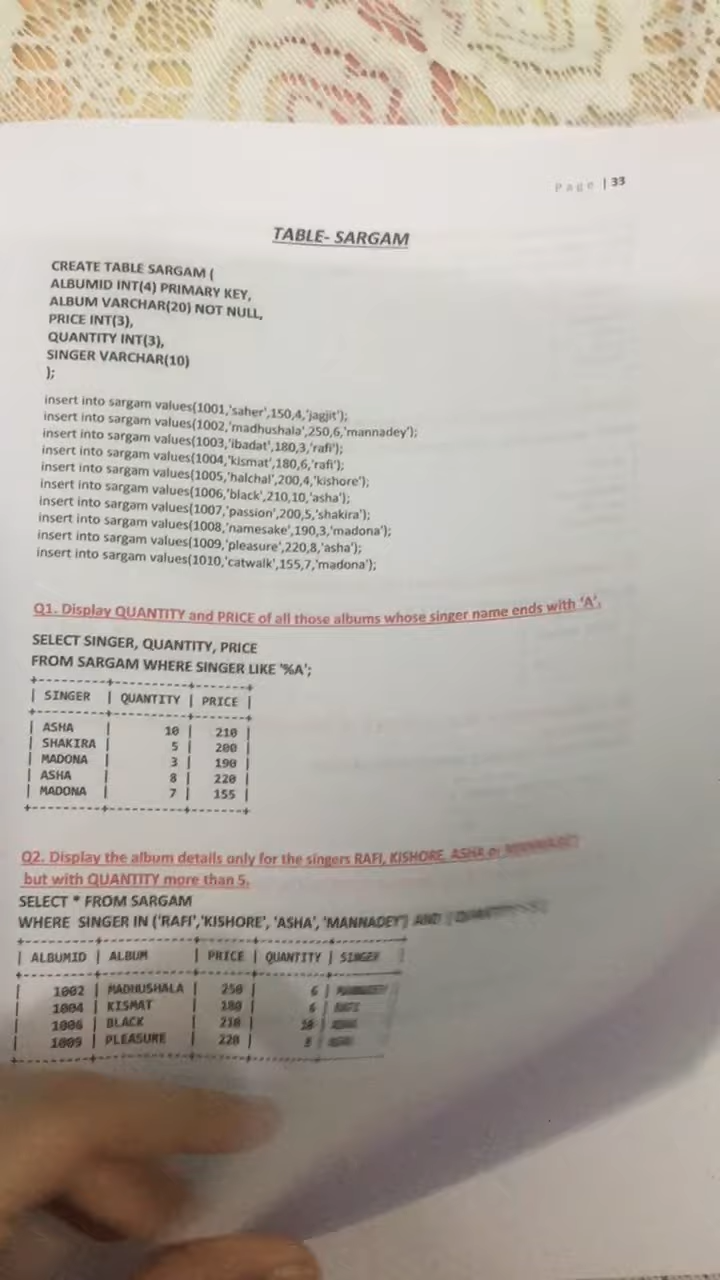 Page | 33
TABLE- SARGAM
CREATE TABLE SARGAM (
ALBUMID INT(4) PRIMARY KEY,
ALBUM VARCHAR(20) NOT NULL,
PRICE INT(3),
QUANTITY INT(3),
SINGER VARCHAR(10)
);
insert into sargam values(1001,'saher',150,4,'jagjit');
insert into sargam values(1002,'madhushala',250,6,'mannadey');
insert into sargam values(1003,'ibadat',180,3,'rafi');
insert into sargam values(1004,'kismat',180,6,'rafi');
insert into sargam values(1005,'halchal',200,4,'kishore');
insert into sargam values(1006,'black',210,10,'asha');
insert into sargam values(1007,'passion',200,5,'shakira');
insert into sargam values(1008,'namesake',190,3,'madona');
insert into sargam values(1009,'pleasure',220,8,'asha');
insert into sargam values(1010,'catwalk',155,7,'madona');
Q1. Display QUANTITY and PRICE of all those albums whose singer name ends with 'A'.
SELECT SINGER, QUANTITY, PRICE
FROM SARGAM WHERE SINGER LIKE '%A';
| SINGER | QUANTITY | PRICE |
| ASHA | 10 | 210 |
| SHAKIRA | 5 | 200 |
| MADONA | 3 | 190 |
| ASHA | 8 | 220 |
| MADONA | 7 | 155 |
Q2. Display the album details only for the singers RAFI, KISHORE, ASHA or
but with QUANTITY more than 5.
SELECT * FROM SARGAM
WHERE SINGER IN ('RAFI','KISHORE', 'ASHA', 'MANNADEY') AND
| ALBUMID | ALBUM | PRICE | QUANTITY | SINGER |
| 1002 | MADHUSHALA | 250 | 6 |
| 1004 | KISMAT | 180 | 6 |
| 1006 | BLACK | 210 | 10 |
| 1009 | PLEASURE | 220 | 8 |